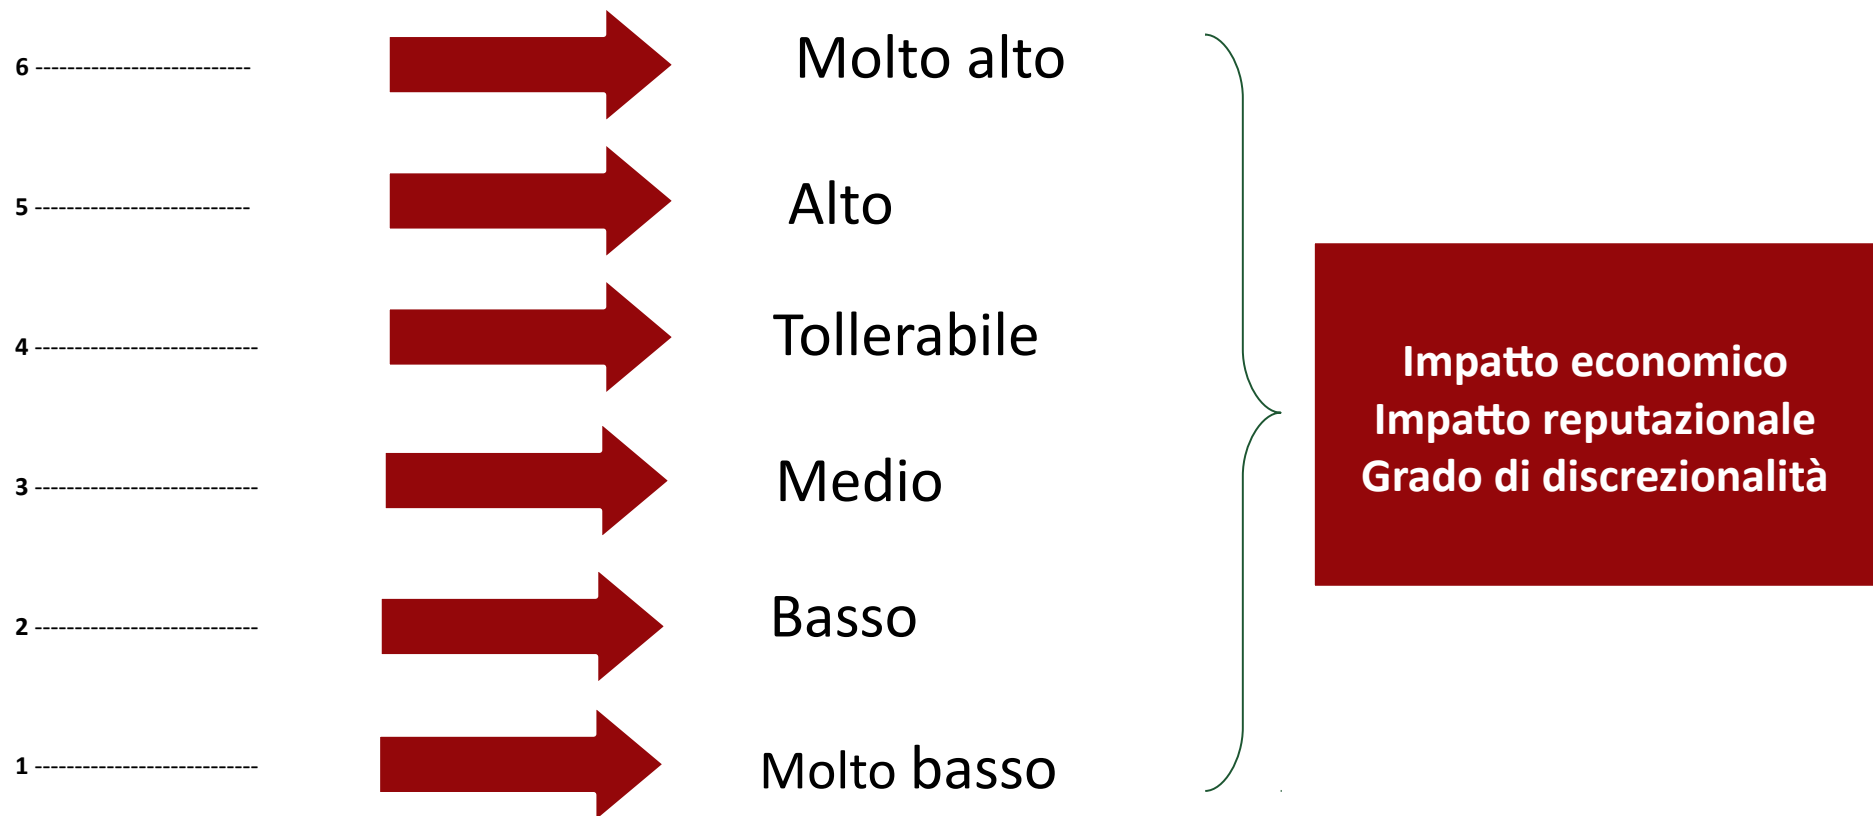 6 --------------------------- Molto alto
5 --------------------------- Alto
4 ---------------------------- Tollerabile
3 ---------------------------- Medio
2 ---------------------------- Basso
1 ---------------------------- Molto basso
Impatto economico
Impatto reputazionale
Grado di discrezionalità